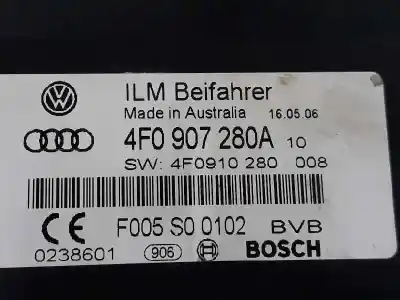 ILM Beifahrer
Made in Australia 16.05.06
4F0 907 280A 10
SW: 4F0910 280 008
CE F005 S0 0102 BVB
0238601 906 BOSCH